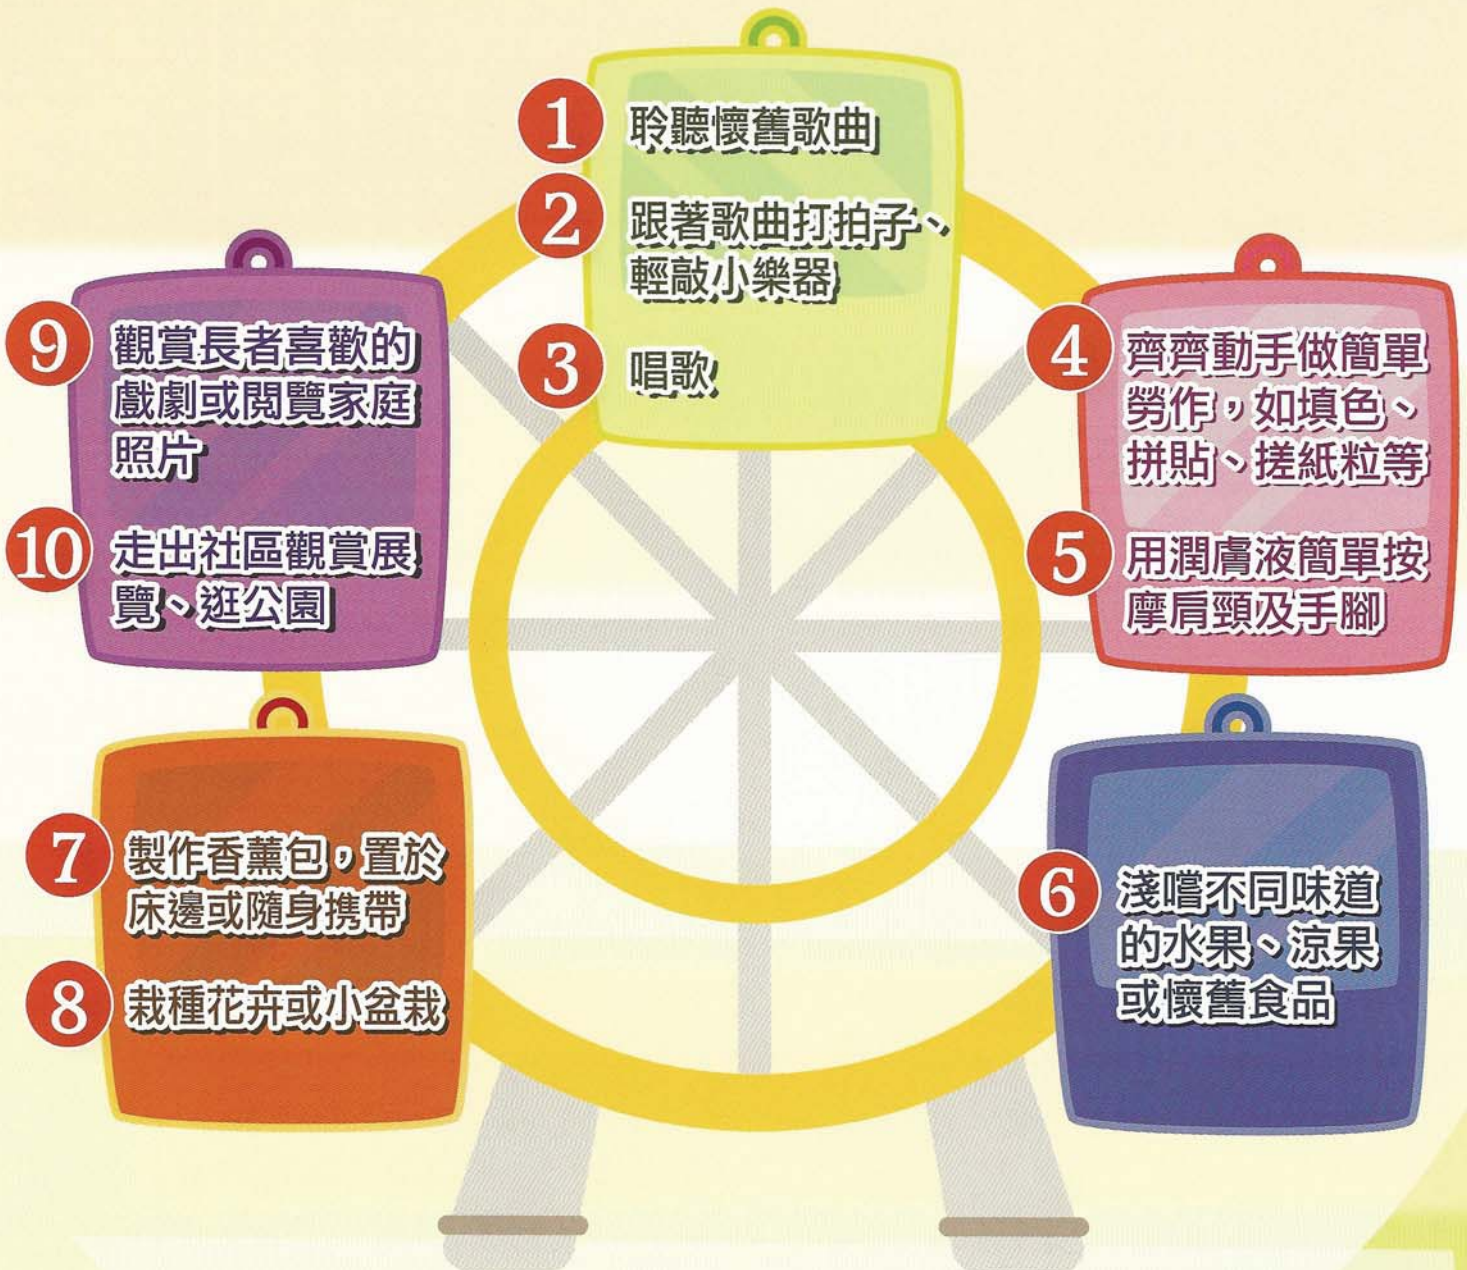 1 聆聽懷舊歌曲
2 跟著歌曲打拍子、
輕敲小樂器
3 唱歌
4 齊齊動手做簡單
勞作，如填色、
拼貼、搓紙粒等
5 用潤膚液簡單按
摩肩頸及手腳
6 淺嚐不同味道
的水果、涼果
或懷舊食品
7 製作香薰包，置於
床邊或隨身携帶
8 栽種花卉或小盆栽
9 觀賞長者喜歡的
戲劇或閱覽家庭
照片
10 走出社區觀賞展
覽、逛公園